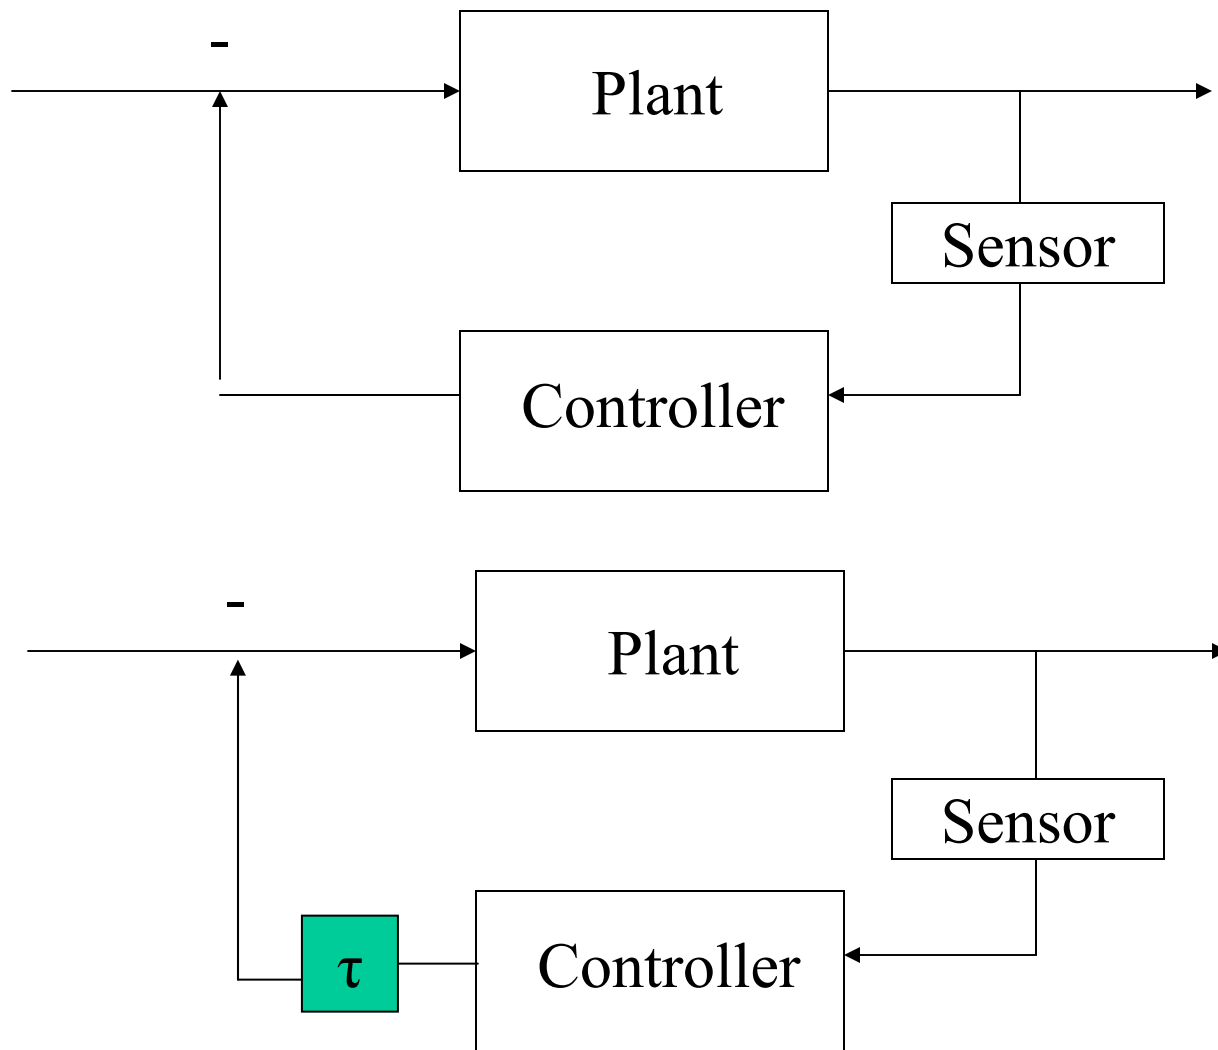 -
Plant
Sensor
Controller
-
Plant
Sensor
τ
Controller